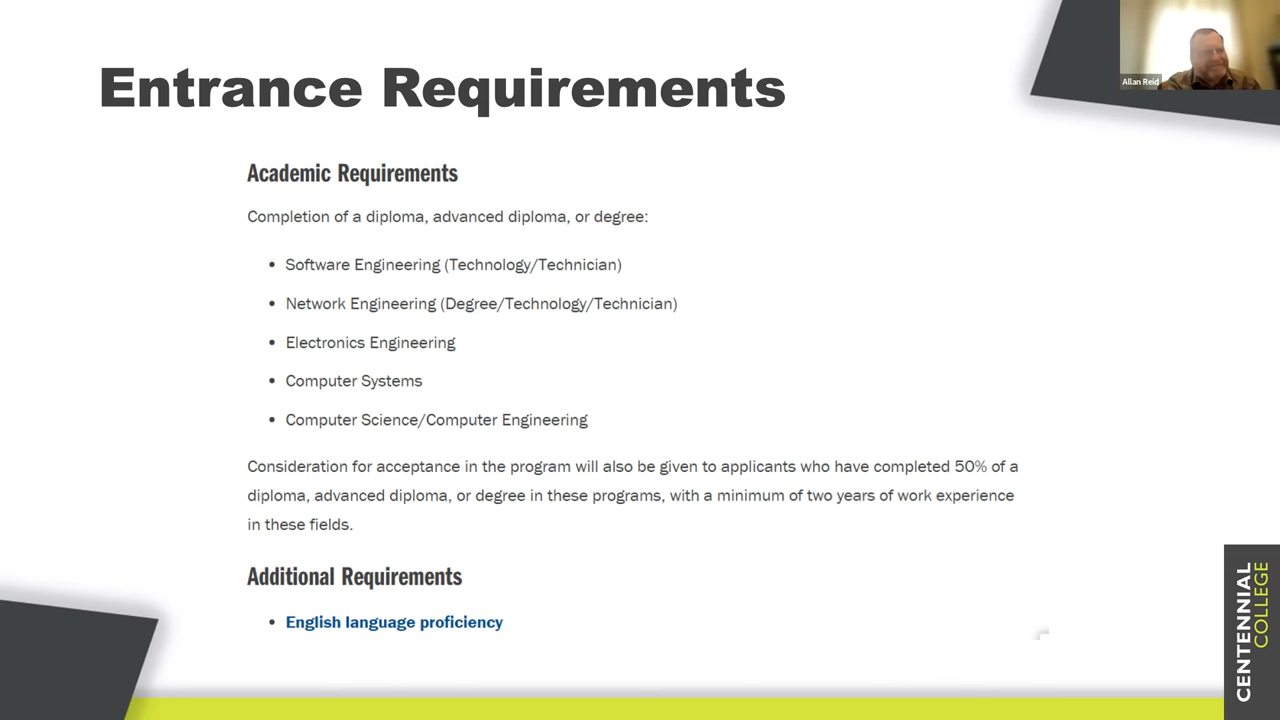 Allan Reid
Entrance Requirements
Academic Requirements
Completion of a diploma, advanced diploma, or degree:
• Software Engineering (Technology/Technician)
• Network Engineering (Degree/Technology/Technician)
• Electronics Engineering
• Computer Systems
• Computer Science/Computer Engineering
Consideration for acceptance in the program will also be given to applicants who have completed 50% of a
diploma, advanced diploma, or degree in these programs, with a minimum of two years of work experience
in these fields.
Additional Requirements
• English language proficiency
CENTENNIAL
COLLEGE